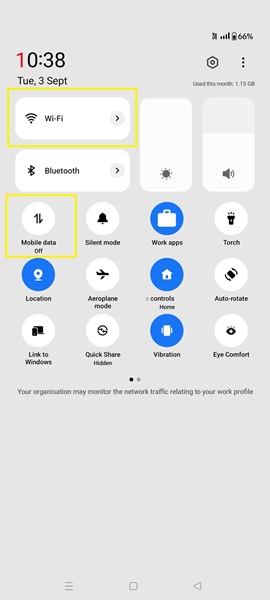 66%
10:38
Tue, 3 Sept
Used this month: 1.15 GB
Wi-Fi
Bluetooth
Mobile data
Off
Silent mode
Work apps
Torch
Location
Aeroplane
mode
controls
Home
Auto-rotate
Link to
Windows
Quick Share
Hidden
Vibration
Eye Comfort
Your organisation may monitor the network traffic relating to your work profile